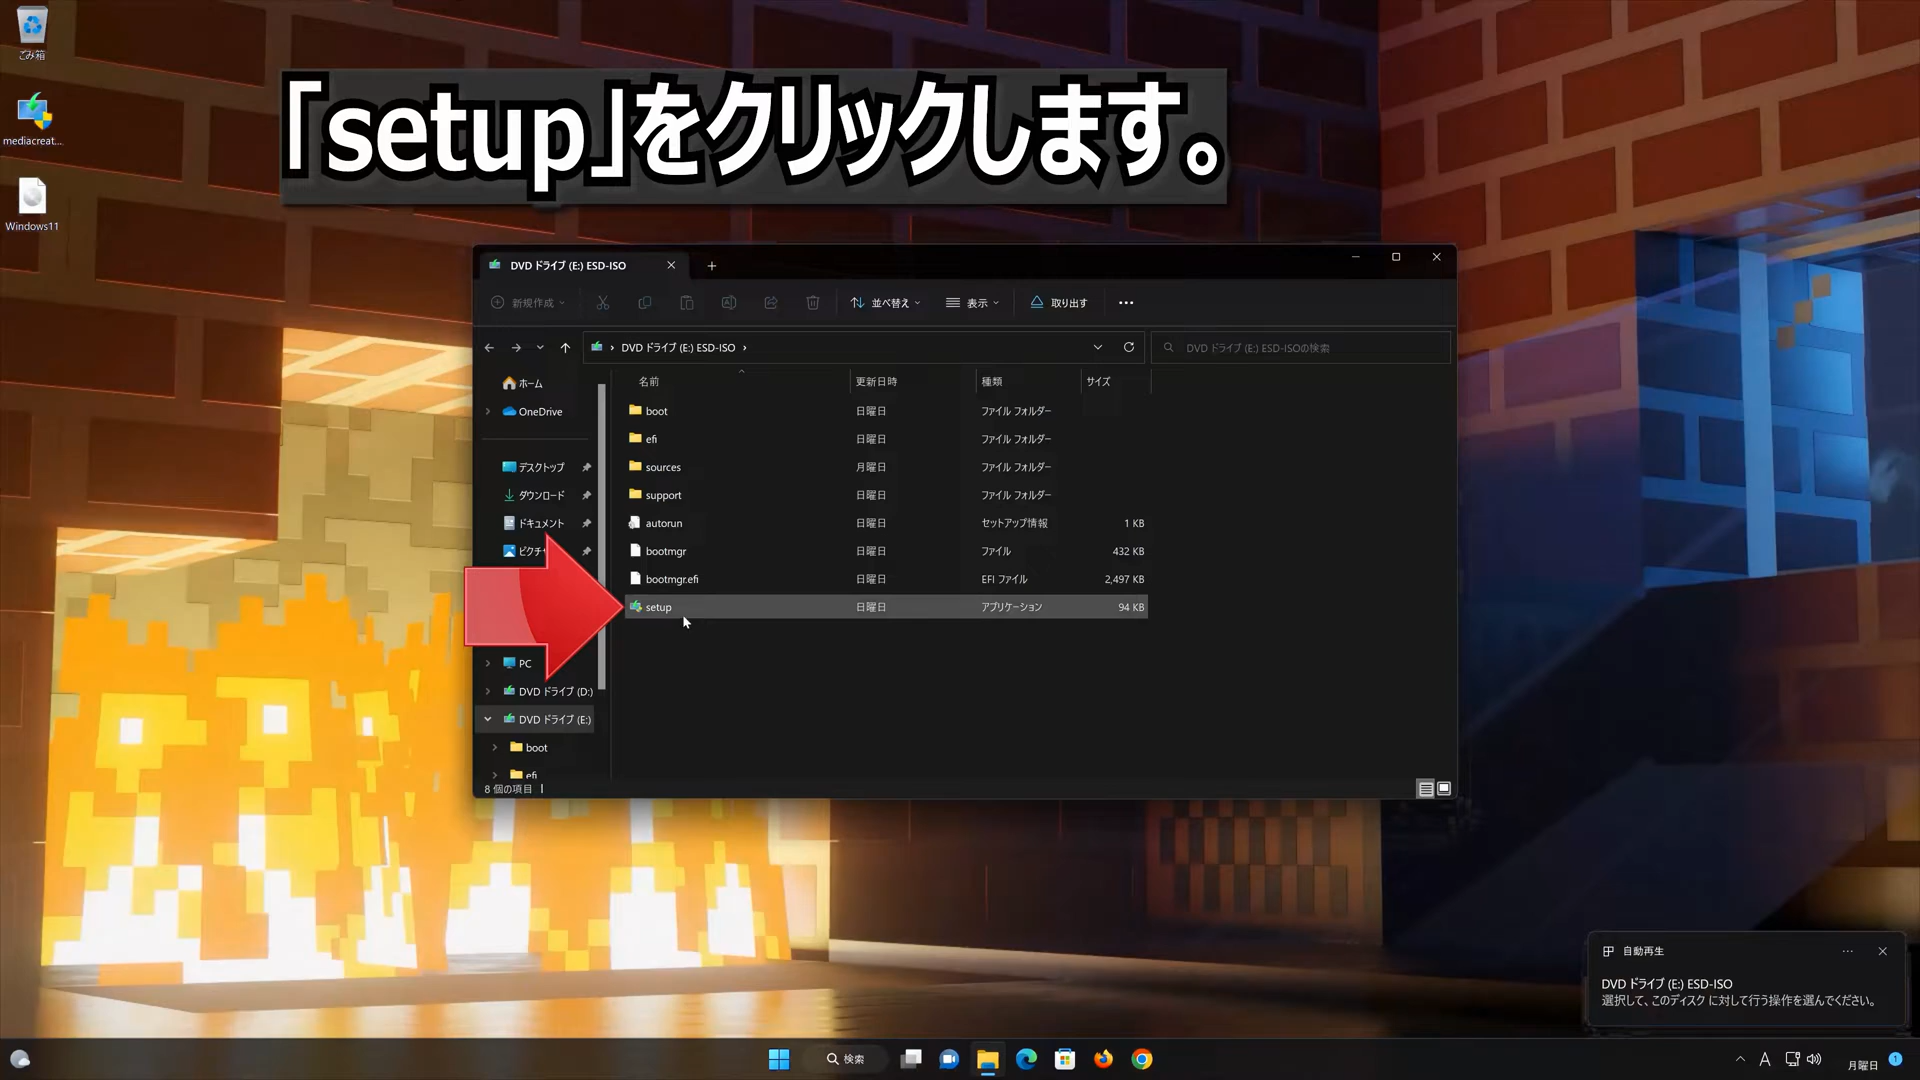 ごみ箱
mediacreat...
Windows11
「setup」をクリックします。
DVD ドライブ (E:) ESD-ISO
新規作成
並べ替え
表示
取り出す
DVD ドライブ (E:) ESD-ISO
DVD ドライブ (E:) ESD-ISOの検索
ホーム
OneDrive
デスクトップ
ダウンロード
ドキュメント
ピクチ
PC
DVD ドライブ (D:)
DVD ドライブ (E:)
boot
efi
名前 更新日時 種類 サイズ
boot 日曜日 ファイル フォルダー
efi 日曜日 ファイル フォルダー
sources 月曜日 ファイル フォルダー
support 日曜日 ファイル フォルダー
autorun 日曜日 セットアップ情報 1 KB
bootmgr 日曜日 ファイル 432 KB
bootmgr.efi 日曜日 EFI ファイル 2,497 KB
setup 日曜日 アプリケーション 94 KB
8 個の項目
自動再生
DVD ドライブ (E:) ESD-ISO
選択して、このディスク に対して行う操作を選んでください。
検索
A
月曜日
1